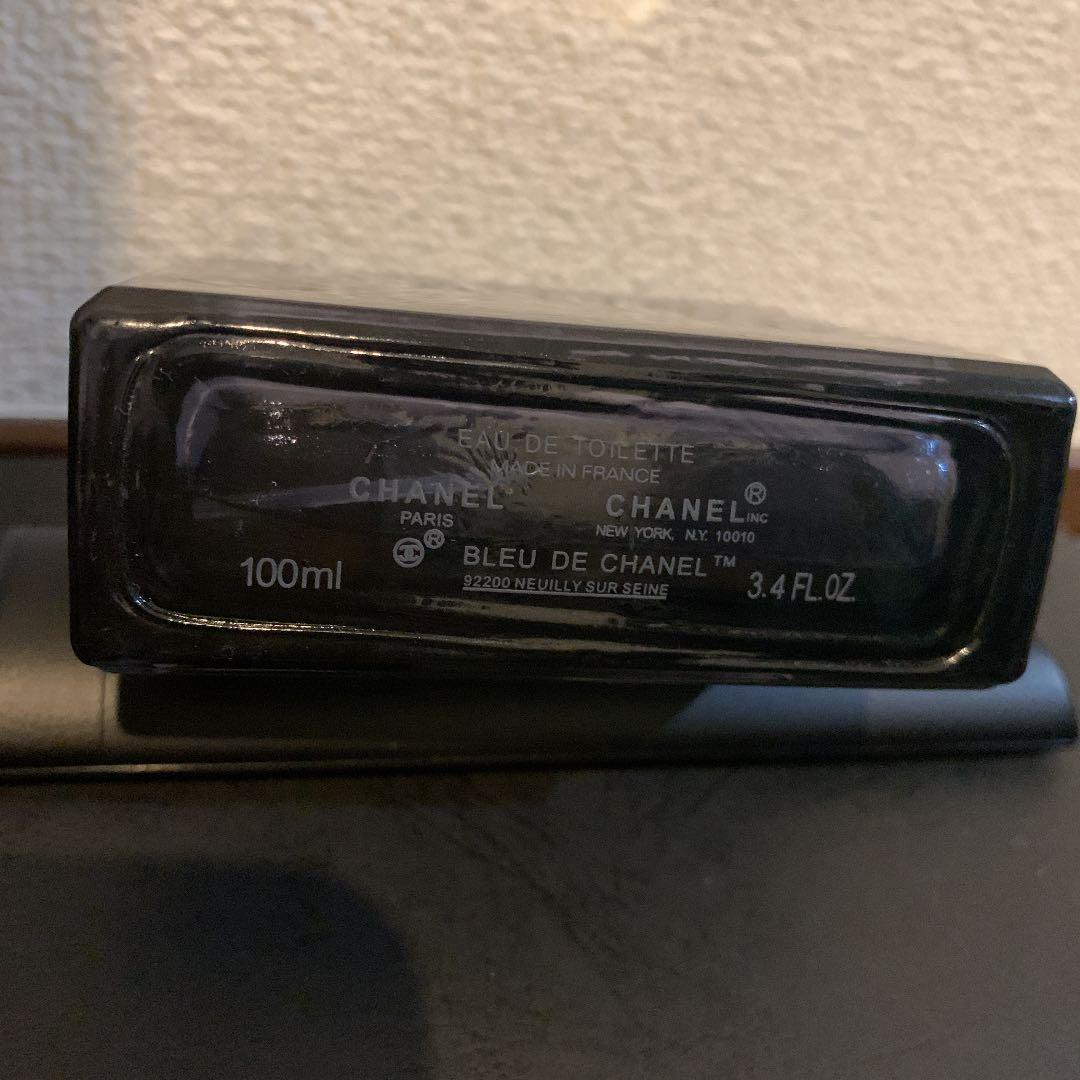 EAU DE TOILETTE
MADE IN FRANCE
CHANEL
PARIS
CHANEL® INC
NEW YORK, N.Y. 10010
®
BLEU DE CHANEL™
92200 NEUILLY SUR SEINE
100ml
3.4 FL.OZ.